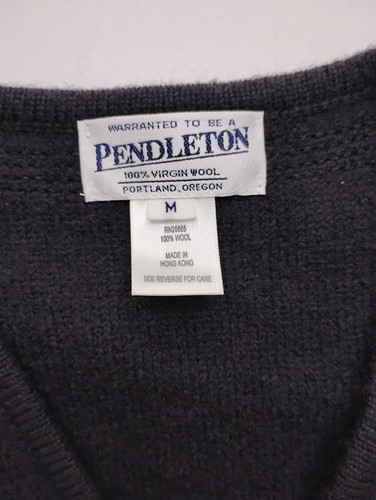 WARRANTED TO BE A
PENDLETON
100% VIRGIN WOOL
PORTLAND, OREGON
M
RN29685
100% WOOL
MADE IN
HONG KONG
SEE REVERSE FOR CARE